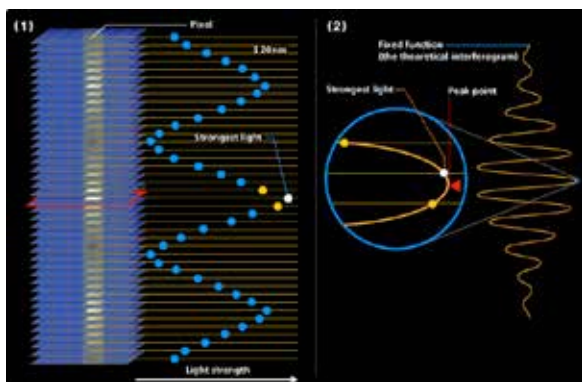 (1)
Pixel
Strongest light
Light strength
(2)
Fixed function
(the theoretical interferogram)
Strongest light
Peak point